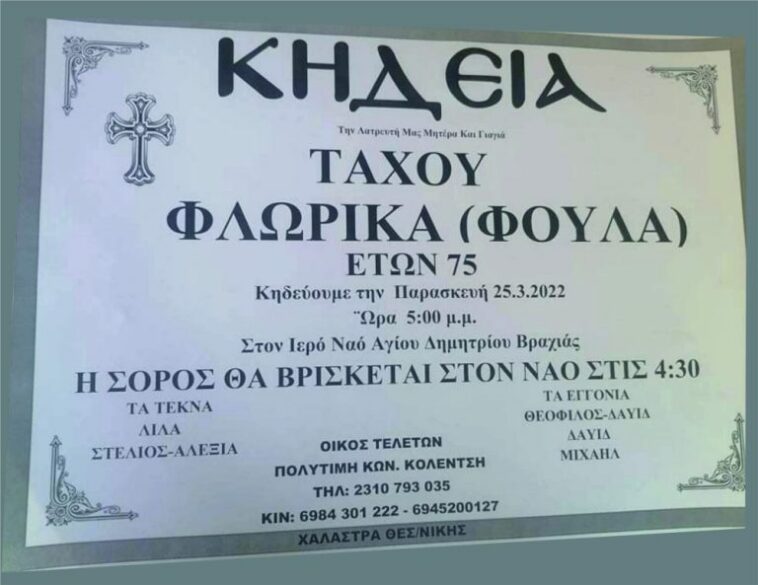 ΚΗΔΕΙΑ
Την Λατρευτή Μας Μητέρα Και Γιαγιά
ΤΑΧΟΥ
ΦΛΩΡΙΚΑ (ΦΟΥΛΑ)
ΕΤΩΝ 75
Κηδεύουμε την Παρασκευή 25.3.2022
¨Ωρα 5:00 μ.μ.
Στον Ιερό Ναό Αγίου Δημητρίου Βραχιάς
Η ΣΟΡΟΣ ΘΑ ΒΡΙΣΚΕΤΑΙ ΣΤΟΝ ΝΑΟ ΣΤΙΣ 4:30
ΤΑ ΤΕΚΝΑ
ΛΙΛΑ
ΣΤΕΛΙΟΣ-ΑΛΕΞΙΑ
ΤΑ ΕΓΓΟΝΙΑ
ΘΕΟΦΙΛΟΣ-ΔΑΥΙΔ
ΔΑΥΙΔ
ΜΙΧΑΗΛ
ΟΙΚΟΣ ΤΕΛΕΤΩΝ
ΠΟΛΥΤΙΜΗ ΚΩΝ. ΚΟΛΕΝΤΣΗ
ΤΗΛ: 2310 793 035
ΚΙΝ: 6984 301 222 - 6945200127
ΧΑΛΑΣΤΡΑ ΘΕΣ/ΝΙΚΗΣ